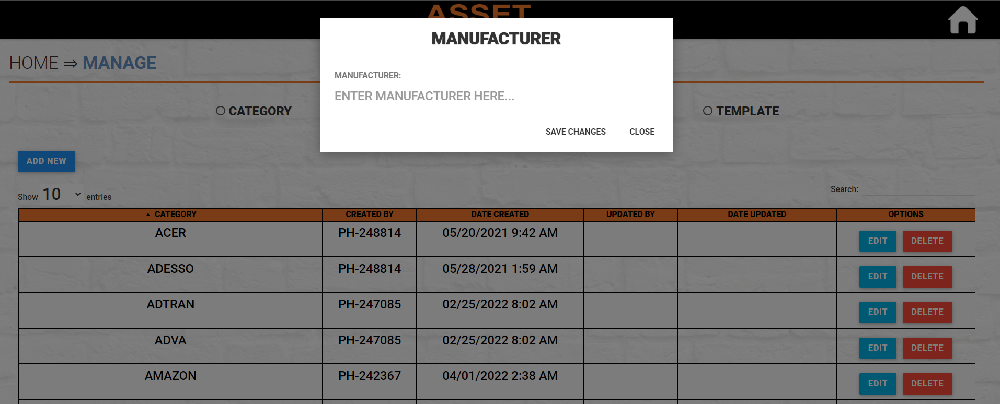 ASSET
MANUFACTURER
HOME ⇒ MANAGE
MANUFACTURER:
ENTER MANUFACTURER HERE...
CATEGORY
TEMPLATE
SAVE CHANGES CLOSE
ADD NEW
Show 10 entries
Search:
CATEGORY CREATED BY DATE CREATED UPDATED BY DATE UPDATED OPTIONS
ACER PH-248814 05/20/2021 9:42 AM EDIT DELETE
ADESSO PH-248814 05/28/2021 1:59 AM EDIT DELETE
ADTRAN PH-247085 02/25/2022 8:02 AM EDIT DELETE
ADVA PH-247085 02/25/2022 8:02 AM EDIT DELETE
AMAZON PH-242367 04/01/2022 2:38 AM EDIT DELETE